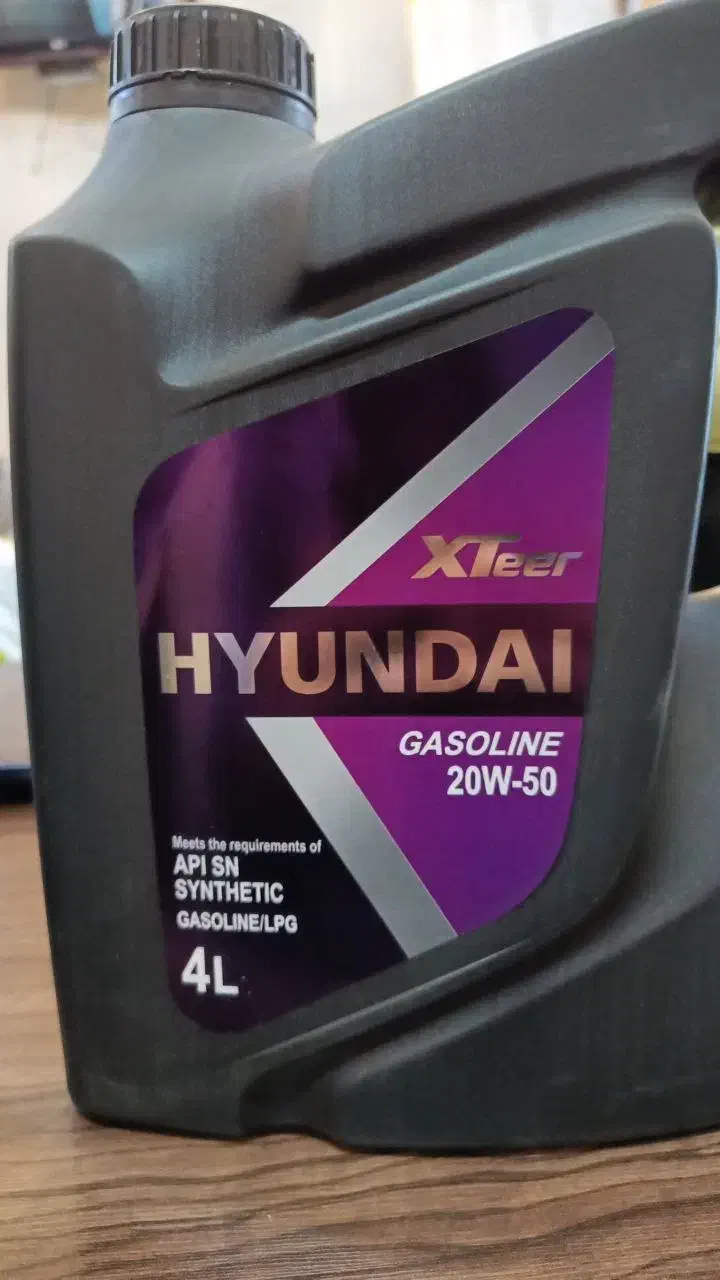 XTeer
HYUNDAI
GASOLINE
20W-50
Meets the requirements of
API SN
SYNTHETIC
GASOLINE/LPG
4L